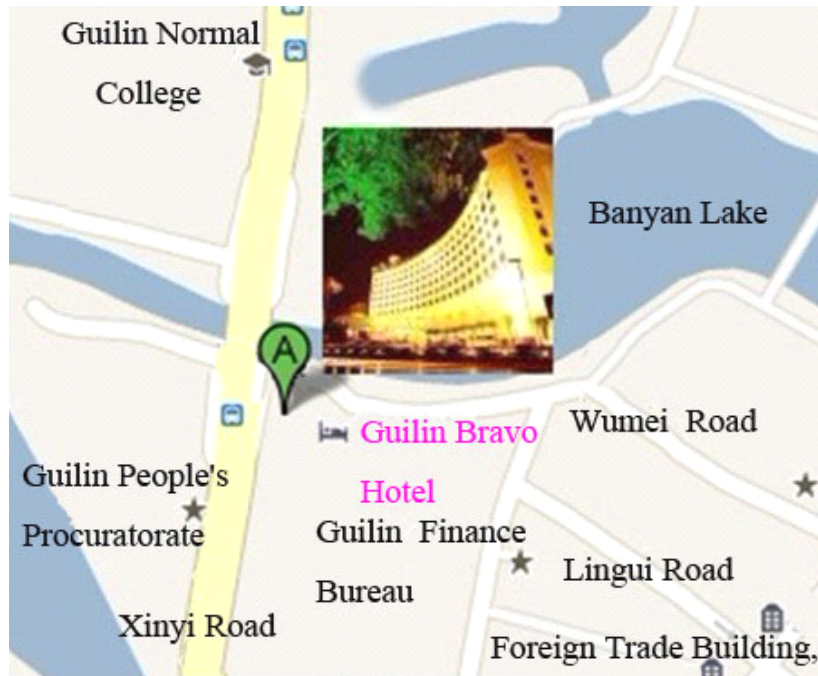 Guilin Normal
College
Banyan Lake
A
Guilin Bravo
Hotel
Wumei Road
Guilin People's
Procuratorate
Guilin Finance
Bureau
Lingui Road
Xinyi Road
Foreign Trade Building,